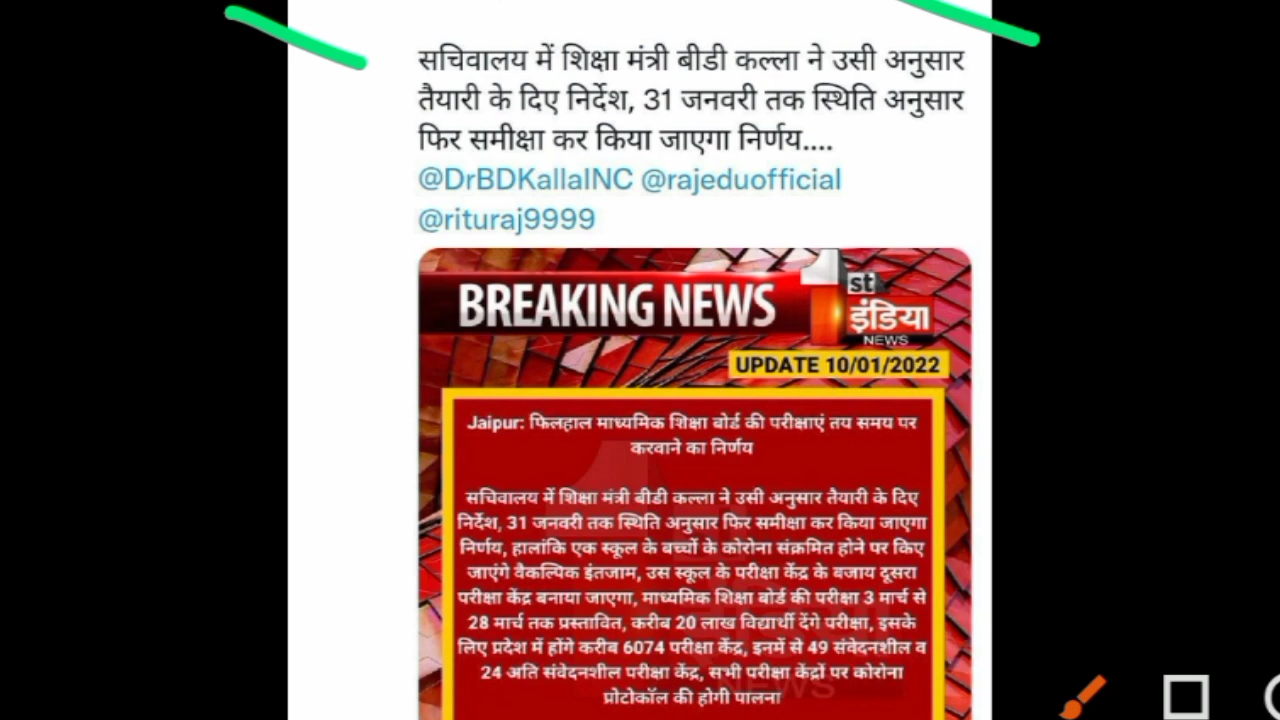 सचिवालय में शिक्षा मंत्री बीडी कल्ला ने उसी अनुसार
तैयारी के दिए निर्देश, 31 जनवरी तक स्थिति अनुसार
फिर समीक्षा कर किया जाएगा निर्णय....
@DrBDKallaINC @rajeduofficial
@rituraj9999
BREAKING NEWS
1st
इंडिया
NEWS
UPDATE 10/01/2022
Jaipur: फिलहाल माध्यमिक शिक्षा बोर्ड की परीक्षाएं तय समय पर
करवाने का निर्णय
सचिवालय में शिक्षा मंत्री बीडी कल्ला ने उसी अनुसार तैयारी के दिए
निर्देश, 31 जनवरी तक स्थिति अनुसार फिर समीक्षा कर किया जाएगा
निर्णय, हालांकि एक स्कूल के बच्चों के कोरोना संक्रमित होने पर किए
जाएंगे वैकल्पिक इंतजाम, उस स्कूल के परीक्षा केंद्र के बजाय दूसरा
परीक्षा केंद्र बनाया जाएगा, माध्यमिक शिक्षा बोर्ड की परीक्षा 3 मार्च से
28 मार्च तक प्रस्तावित, करीब 20 लाख विद्यार्थी देंगे परीक्षा, इसके
लिए प्रदेश में होंगे करीब 6074 परीक्षा केंद्र, इनमें से 49 संवेदनशील व
24 अति संवेदनशील परीक्षा केंद्र, सभी परीक्षा केंद्रों पर कोरोना
प्रोटोकॉल की होगी पालना
NEWS